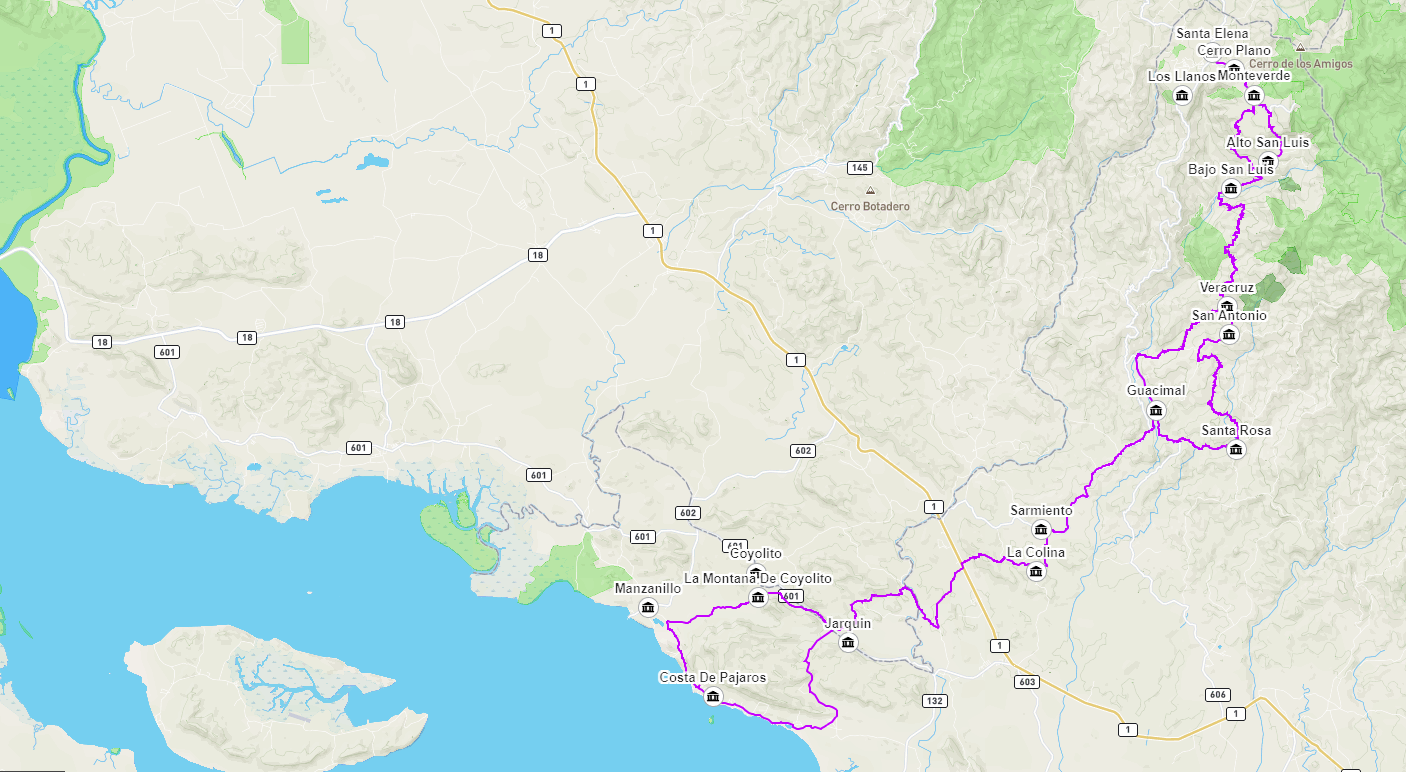 1
Santa Elena
Cerro Plano
Cerro de los Amigos
Los Llanos
Monteverde
1
Alto San Luis
145
Bajo San Luis
Cerro Botadero
1
18
Veracruz
San Antonio
18
18
18
601
1
Guacimal
Santa Rosa
601
602
601
1
602
Sarmiento
601
601
Coyolito
La Colina
La Montana De Coyolito
Manzanillo
601
Jarquin
1
Costa De Pajaros
603
606
132
1
1